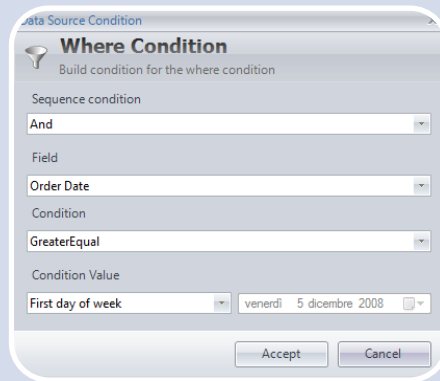 Data Source Condition
Where Condition
Build condition for the where condition
Sequence condition
And
Field
Order Date
Condition
GreaterEqual
Condition Value
First day of week
venerdì 5 dicembre 2008
Accept
Cancel